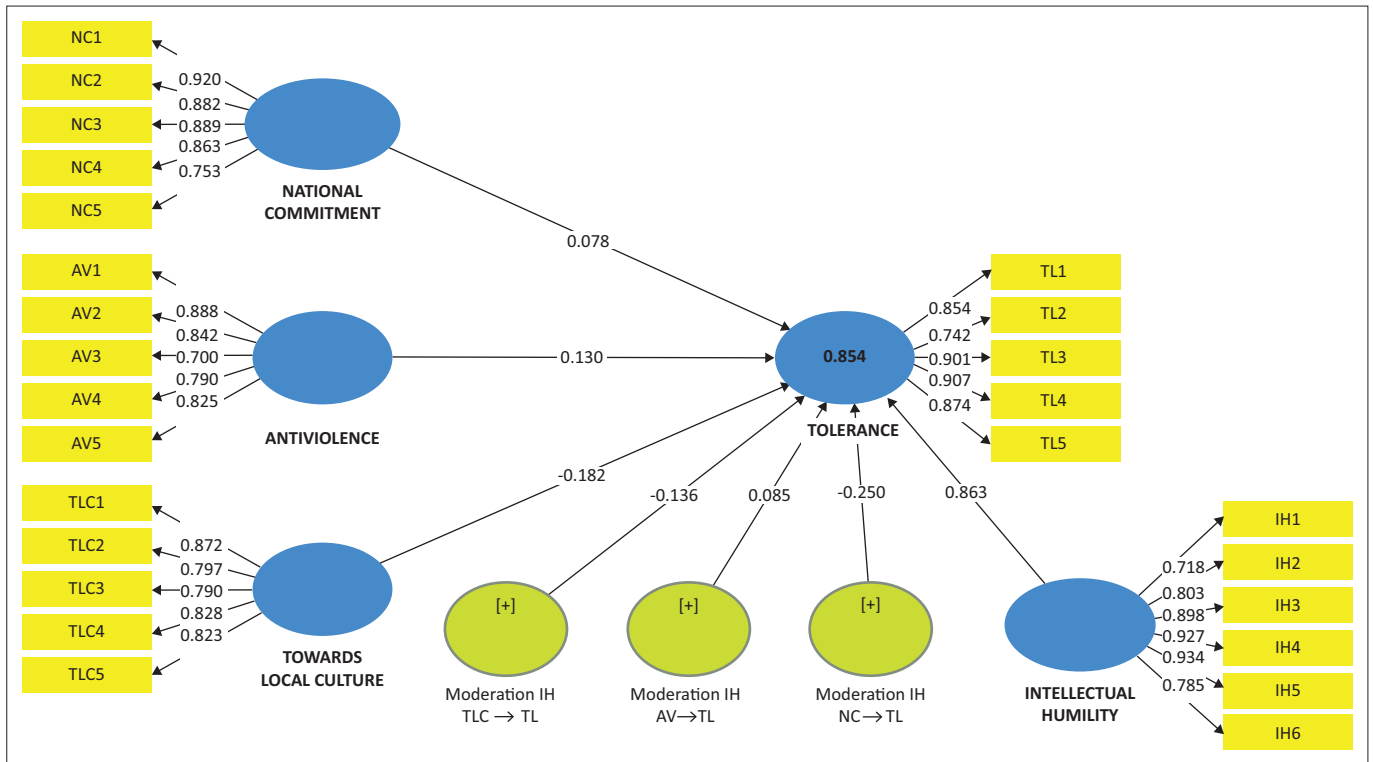 NC1
NC2
NC3
NC4
NC5
0.920
0.882
0.889
0.863
0.753
NATIONAL
COMMITMENT
0.078
AV1
AV2
AV3
AV4
AV5
0.888
0.842
0.700
0.790
0.825
ANTIVIOLENCE
0.130
0.854
TOLERANCE
0.854
0.742
0.901
0.907
0.874
TL1
TL2
TL3
TL4
TL5
TLC1
TLC2
TLC3
TLC4
TLC5
0.872
0.797
0.790
0.828
0.823
TOWARDS
LOCAL CULTURE
-0.182
-0.136
0.085
-0.250
0.863
[+]
Moderation IH
TLC → TL
[+]
Moderation IH
AV→TL
[+]
Moderation IH
NC→TL
INTELLECTUAL
HUMILITY
0.718
0.803
0.898
0.927
0.934
0.785
IH1
IH2
IH3
IH4
IH5
IH6